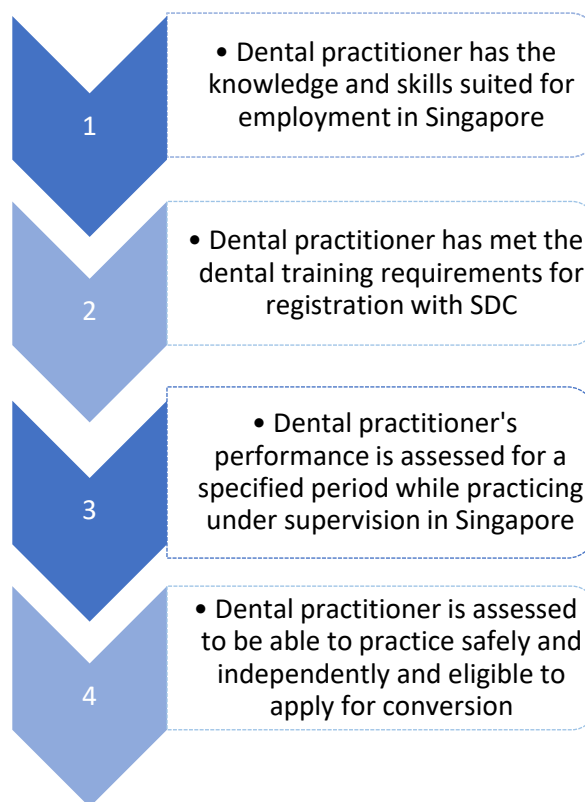 1
• Dental practitioner has the
knowledge and skills suited for
employment in Singapore
2
• Dental practitioner has met the
dental training requirements for
registration with SDC
3
• Dental practitioner's
performance is assessed for a
specified period while practicing
under supervision in Singapore
4
• Dental practitioner is assessed
to be able to practice safely and
independently and eligible to
apply for conversion